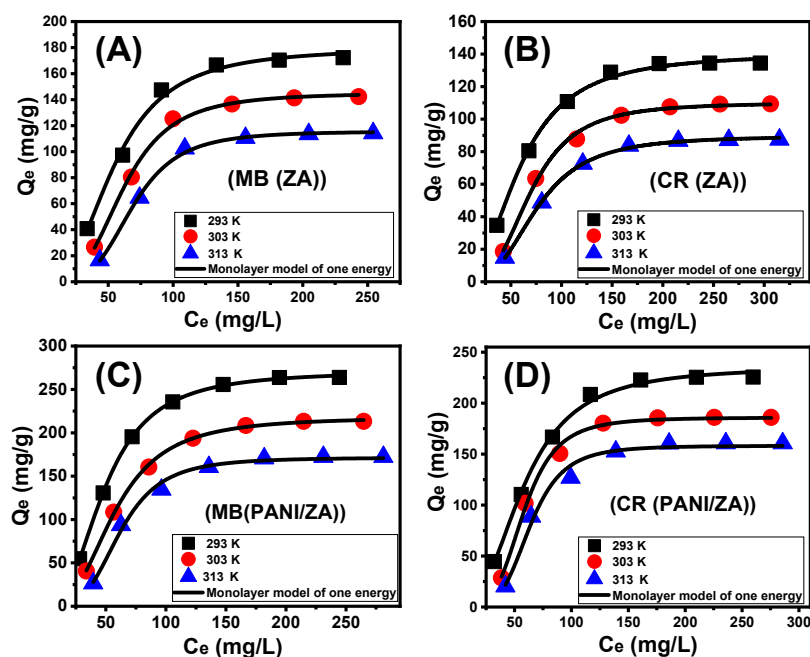 (A)
Qe (mg/g)
200
180
160
140
120
100
80
60
40
20
0
(MB (ZA))
293 K
303 K
313 K
Monolayer model of one energy
50 100 150 200 250
Ce (mg/L)
(B)
Qe (mg/g)
160
140
120
100
80
60
40
20
0
(CR (ZA))
293 K
303 K
313 K
Monolayer model of one energy
50 100 150 200 250 300
Ce (mg/L)
(C)
Qe (mg/g)
300
250
200
150
100
50
0
(MB(PANI/ZA))
293 K
303 K
313 K
Monolayer model of one energy
50 100 150 200 250
Ce (mg/L)
(D)
Qe (mg/g)
250
200
150
100
50
0
(CR (PANI/ZA))
293 K
303 K
313 K
Monolayer model of one energy
50 100 150 200 250 300
Ce (mg/L)